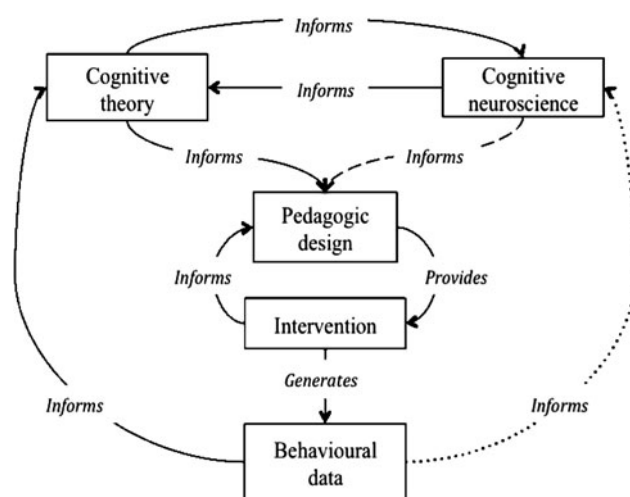 Informs
Cognitive
theory
Informs
Cognitive
neuroscience
Informs
Informs
Pedagogic
design
Informs
Provides
Intervention
Generates
Informs
Informs
Behavioural
data